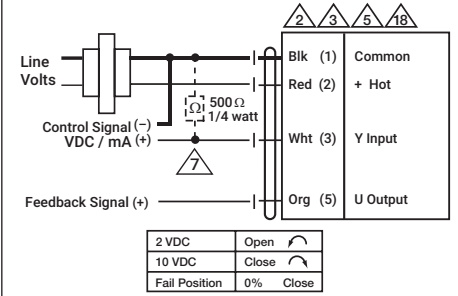 2 3 5 18
Line
Volts
Blk (1) Common
Red (2) + Hot
Ω 500 Ω
1/4 watt
Control Signal (−)
VDC / mA (+)
Wht (3) Y Input
7
Feedback Signal (+)
Org (5) U Output
2 VDC Open
10 VDC Close
Fail Position 0% Close